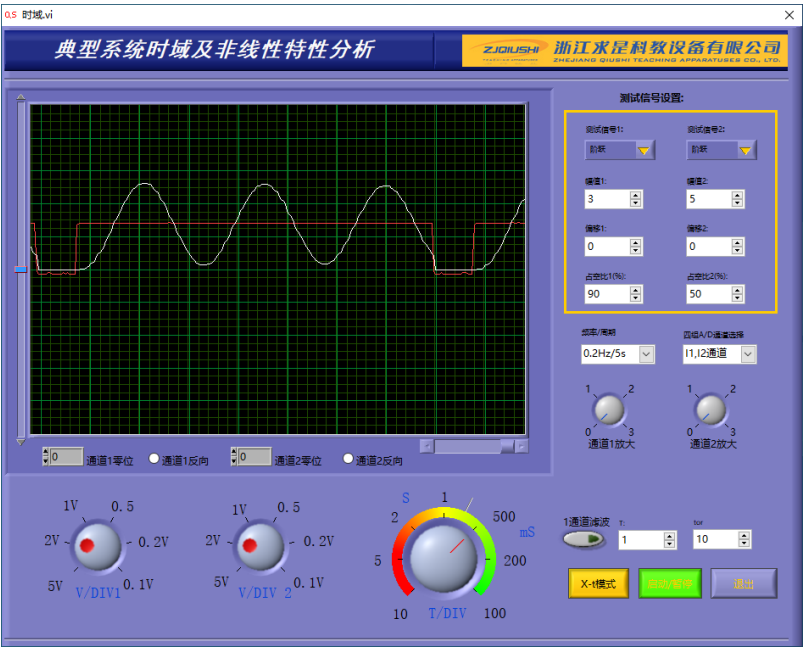 时域.vi
典型系统时域及非线性特性分析
ZJQIUSHI 浙江求是科教设备有限公司
ZHEJIANG QIUSHI TEACHING APPARATUSES CO., LTD.
测试信号设置:
测试信号1: 测试信号2:
阶跃 阶跃
幅值1: 幅值2:
3 5
偏移1: 偏移2:
0 0
占空比1(%): 占空比2(%):
90 50
频率/周期 四组A/D通道选择
0.2Hz/5s I1,I2通道
1 2 1 2
0 3 0 3
通道1放大 通道2放大
0 通道1零位 通道1反向 0 通道2零位 通道2反向
1V 0.5
2V 0.2V
5V 0.1V
V/DIV1
1V 0.5
2V 0.2V
5V 0.1V
V/DIV 2
S 1
2 500
mS
5 200
10 T/DIV 100
1通道滤波 T: tor
1 10
X-t模式 启动/暂停 退出